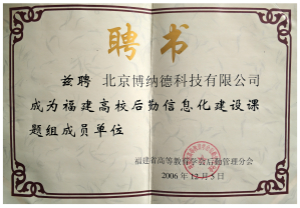 聘书
兹聘 北京博纳德科技有限公司
成为福建高校后勤信息化建设课
题组成员单位
福建省高等教育学会后勤管理分会
2006年12月5日